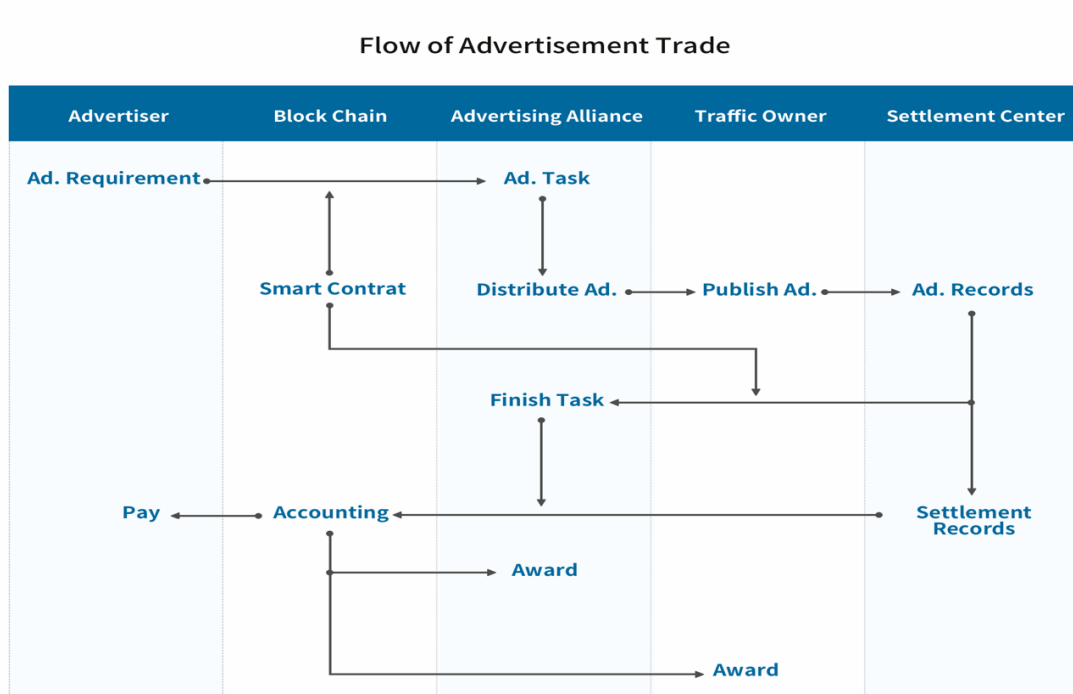 Flow of Advertisement Trade
Advertiser
Block Chain
Advertising Alliance
Traffic Owner
Settlement Center
Ad. Requirement
Ad. Task
Smart Contrat
Distribute Ad.
Publish Ad.
Ad. Records
Finish Task
Pay
Accounting
Settlement
Records
Award
Award